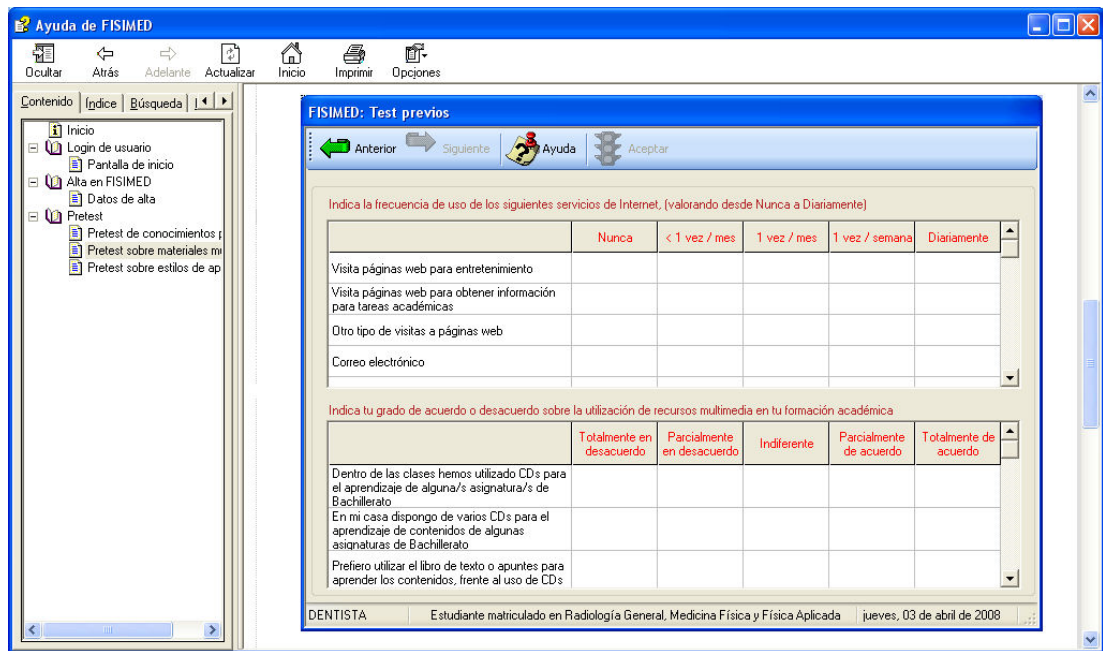 Ayuda de FISIMED
Ocultar Atrás Adelante Actualizar Inicio Imprimir Opciones
Contenido Índice Búsqueda
Inicio
Login de usuario
Pantalla de inicio
Alta en FISIMED
Datos de alta
Pretest
Pretest de conocimientos
Pretest sobre materiales
Pretest sobre estilos de ap
FISIMED: Test previos
Anterior Siguiente Ayuda Aceptar
Indica la frecuencia de uso de los siguientes servicios de Internet, (valorando desde Nunca a Diariamente)
Nunca < 1 vez / mes 1 vez / mes 1 vez / semana Diariamente
Visita páginas web para entretenimiento
Visita páginas web para obtener información
para tareas académicas
Otro tipo de visitas a páginas web
Correo electrónico
Indica tu grado de acuerdo o desacuerdo sobre la utilización de recursos multimedia en tu formación académica
Totalmente en Parcialmente Indiferente Parcialmente Totalmente de
desacuerdo en desacuerdo de acuerdo acuerdo
Dentro de las clases hemos utilizado CDs para
el aprendizaje de alguna/s asignatura/s de
Bachillerato
En mi casa dispongo de varios CDs para el
aprendizaje de contenidos de algunas
asignaturas de Bachillerato
Prefiero utilizar el libro de texto o apuntes para
aprender los contenidos, frente al uso de CDs
DENTISTA Estudiante matriculado en Radiología General, Medicina Física y Física Aplicada jueves, 03 de abril de 2008